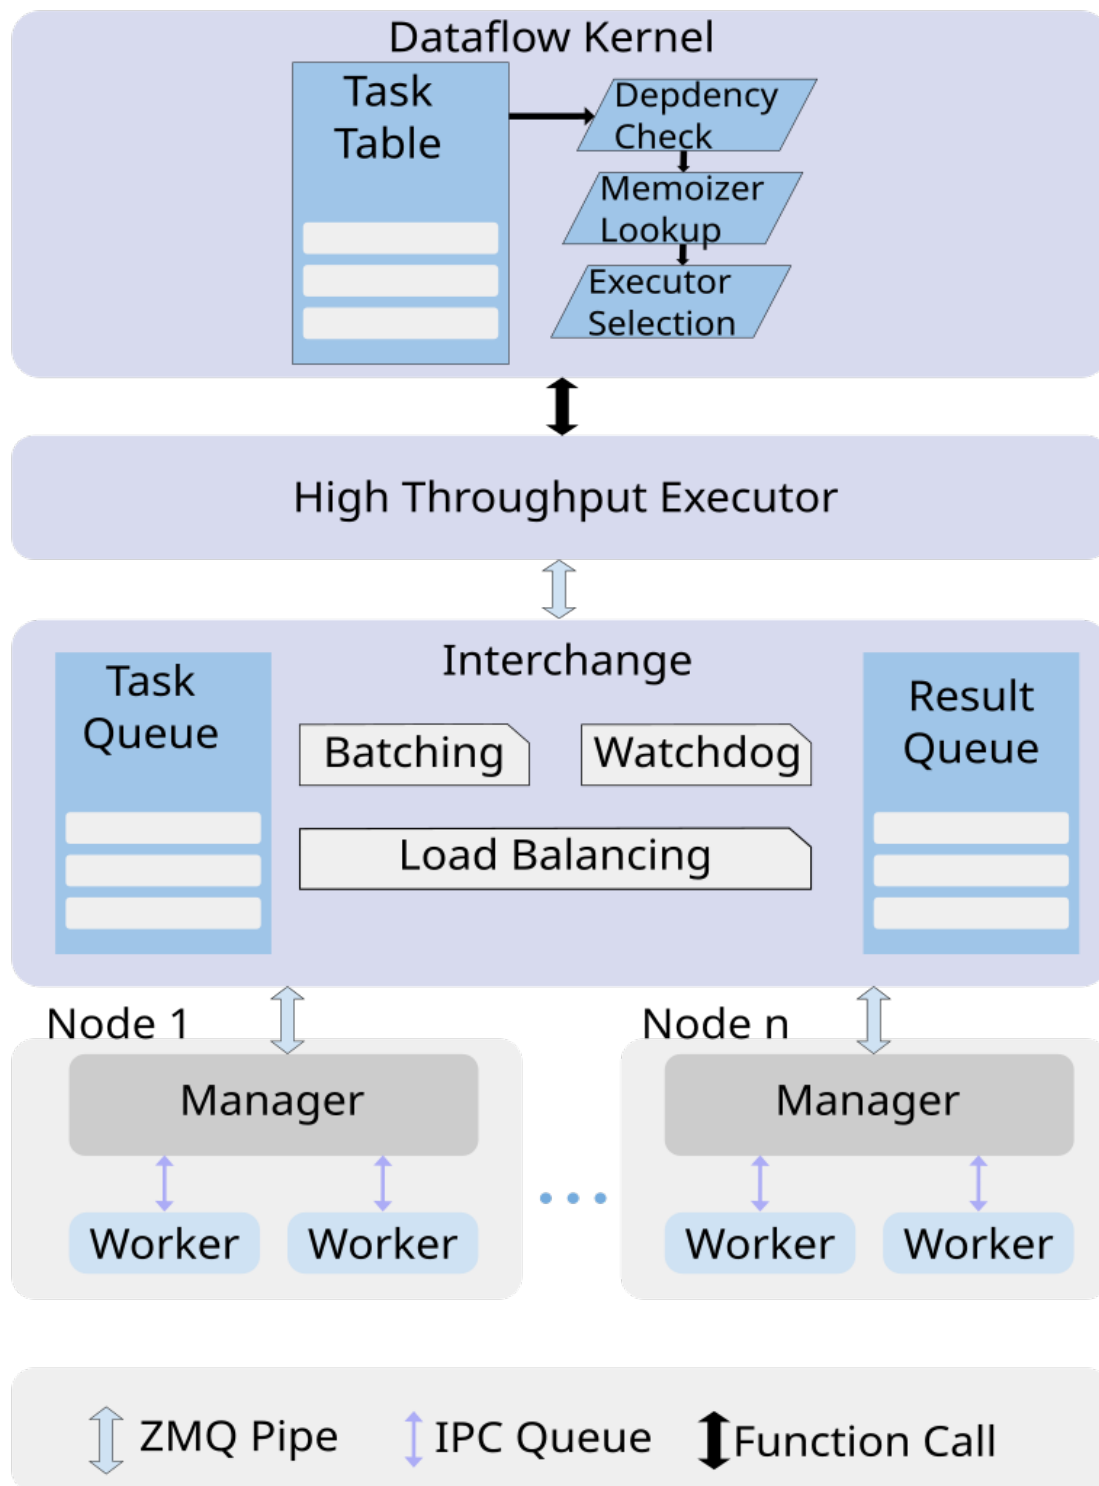 Dataflow Kernel
Task
Table
Depdency
Check
Memoizer
Lookup
Executor
Selection
High Throughput Executor
Interchange
Task
Queue
Batching
Watchdog
Load Balancing
Result
Queue
Node 1
Manager
Worker
Worker
Node n
Manager
Worker
Worker
ZMQ Pipe
IPC Queue
Function Call